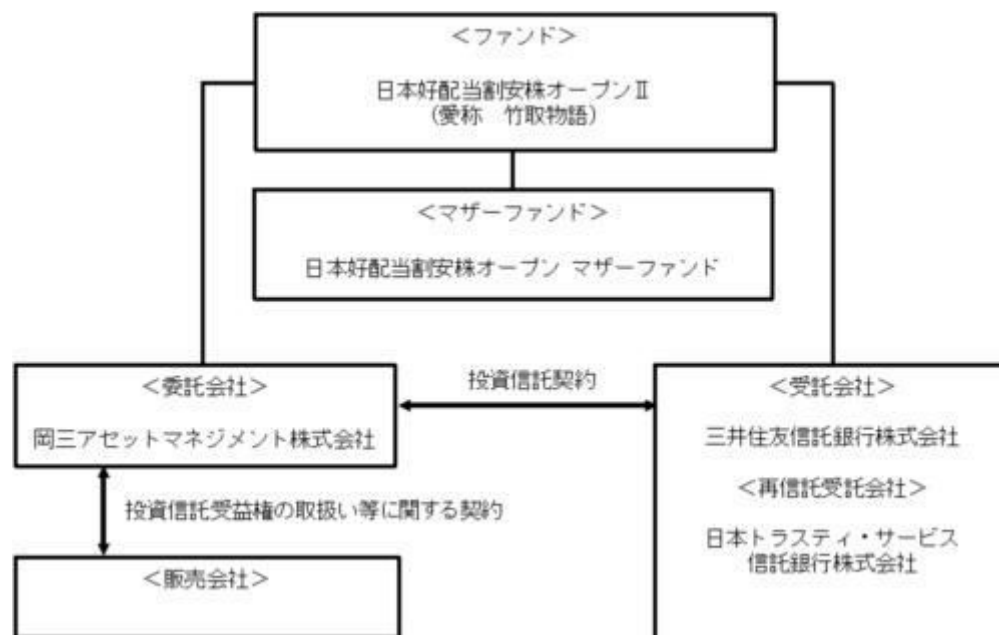 ＜ファンド＞
日本好配当割安株オープンⅡ
（愛称　竹取物語）
＜マザーファンド＞
日本好配当割安株オープン マザーファンド
＜委託会社＞
岡三アセットマネジメント株式会社
投資信託契約
＜受託会社＞
三井住友信託銀行株式会社
＜再信託受託会社＞
日本トラスティ・サービス
信託銀行株式会社
投資信託受益権の取扱い等に関する契約
＜販売会社＞